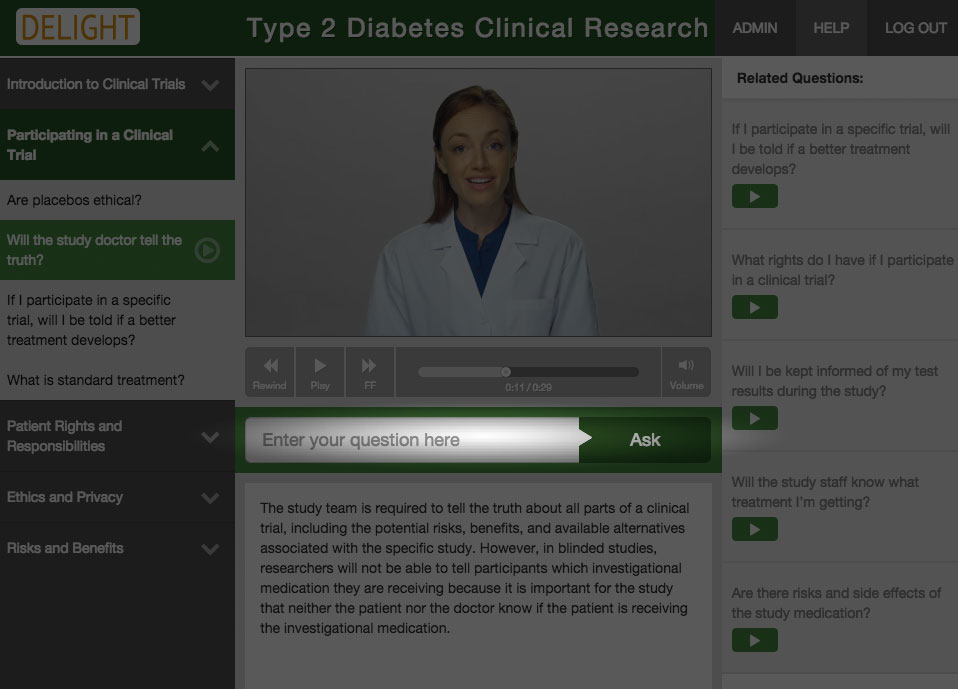 DELIGHT
Type 2 Diabetes Clinical Research
ADMIN
HELP
LOG OUT
Introduction to Clinical Trials
Participating In a Clinical
Trial
Are placebos ethical?
Will the study doctor tell the
truth?
If I participate in a specific
trial, will I be told if a better
treatment develops?
What is standard treatment?
Patient Rights and
Responsibilities
Ethics and Privacy
Risks and Benefits
Rewind
Play
FF
0:11 / 0:29
Volume
Enter your question here
Ask
The study team is required to tell the truth about all parts of a clinical
trial, including the potential risks, benefits, and available alternatives
associated with the specific study. However, in blinded studies,
researchers will not be able to tell participants which investigational
medication they are receiving because it is important for the study
that neither the patient nor the doctor know if the patient is receiving
the investigational medication.
Related Questions:
If I participate in a specific trial, will
I be told if a better treatment
develops?
What rights do I have if I participate
in a clinical trial?
Will I be kept informed of my test
results during the study?
Will the study staff know what
treatment I'm getting?
Are there risks and side effects of
the study medication?